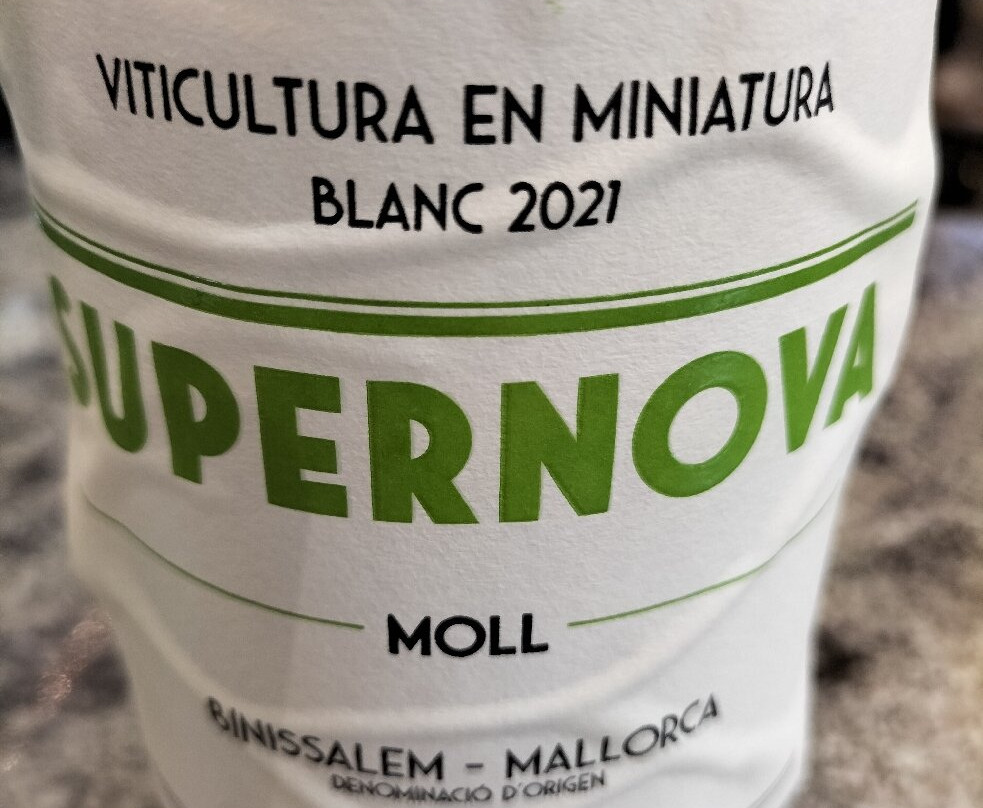 VITICULTURA EN MINIATURA
BLANC 2021
SUPERNOVA
MOLL
BINISSALEM - MALLORCA
DENOMINACIÓ D'ORIGEN